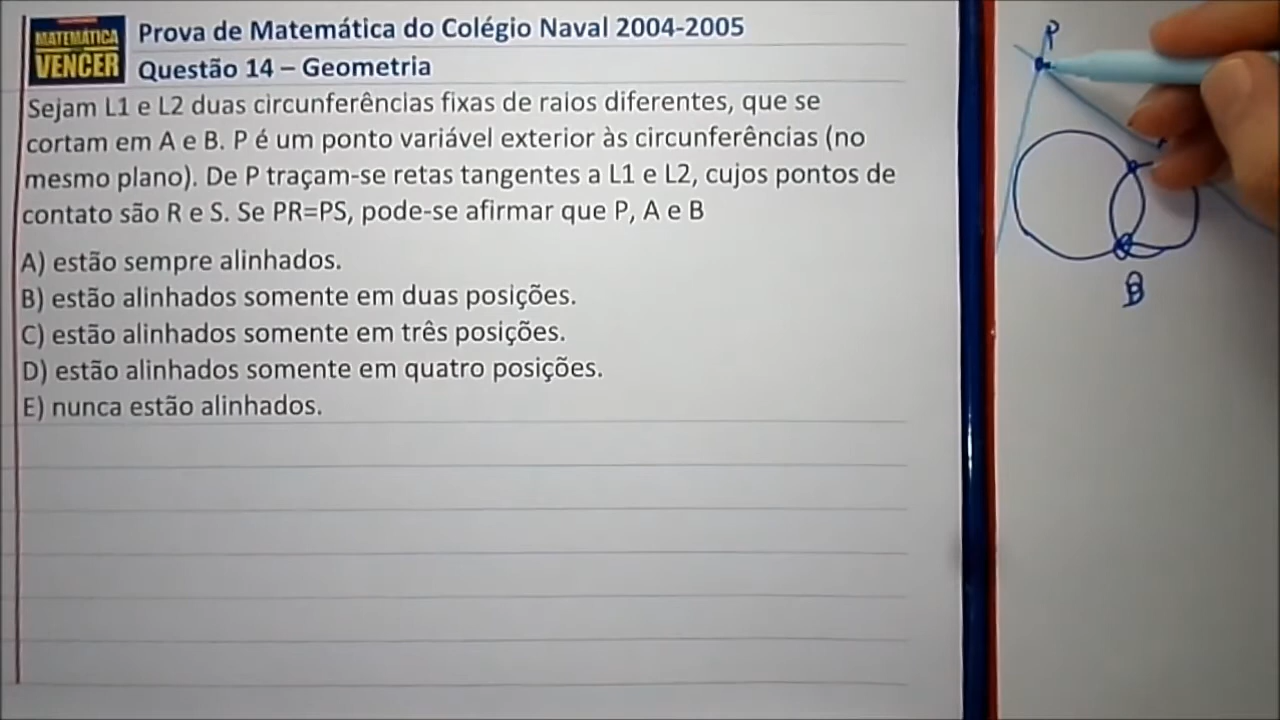 MATEMÁTICA
VENCER
Prova de Matemática do Colégio Naval 2004-2005
Questão 14 – Geometria
Sejam L1 e L2 duas circunferências fixas de raios diferentes, que se
cortam em A e B. P é um ponto variável exterior às circunferências (no
mesmo plano). De P traçam-se retas tangentes a L1 e L2, cujos pontos de
contato são R e S. Se PR=PS, pode-se afirmar que P, A e B
A) estão sempre alinhados.
B) estão alinhados somente em duas posições.
C) estão alinhados somente em três posições.
D) estão alinhados somente em quatro posições.
E) nunca estão alinhados.
P
B